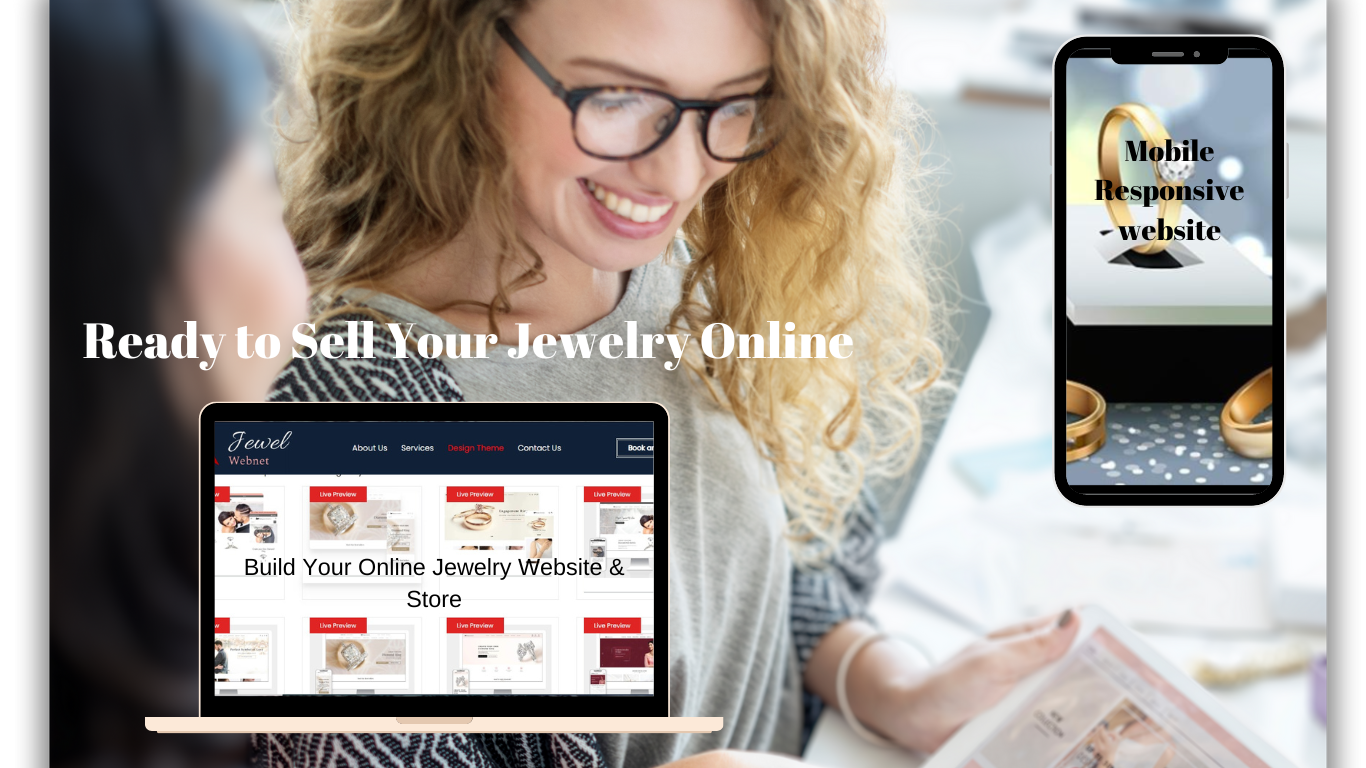 Mobile
Responsive
website
Ready to Sell Your Jewelry Online
Jewel
Webnet
About Us Services Design Theme Contact Us
Live Preview Live Preview Live Preview
Build Your Online Jewelry Website &
Store
Live Preview Live Preview Live Preview
NEW